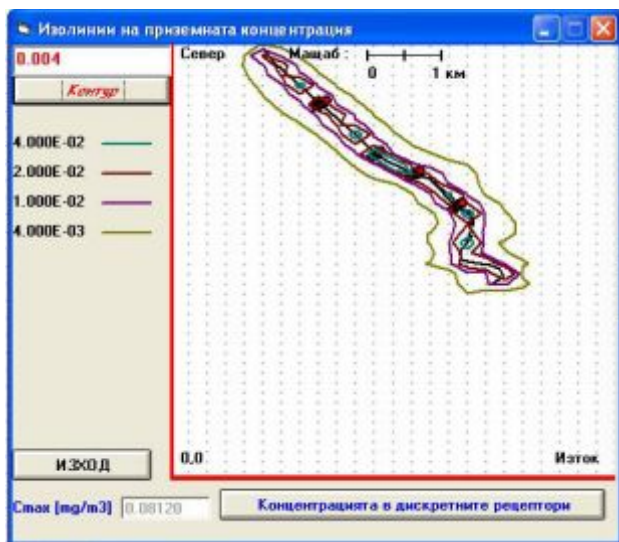 Изолинии на приземната концентрация
0.004
Контур
4.000E-02
2.000E-02
1.000E-02
4.000E-03
Север
Мащаб :
0 1 км
0,0
Изток
ИЗХОД
Cmax [mg/m3] 0.08120
Концентрацията в дискретните рецептори